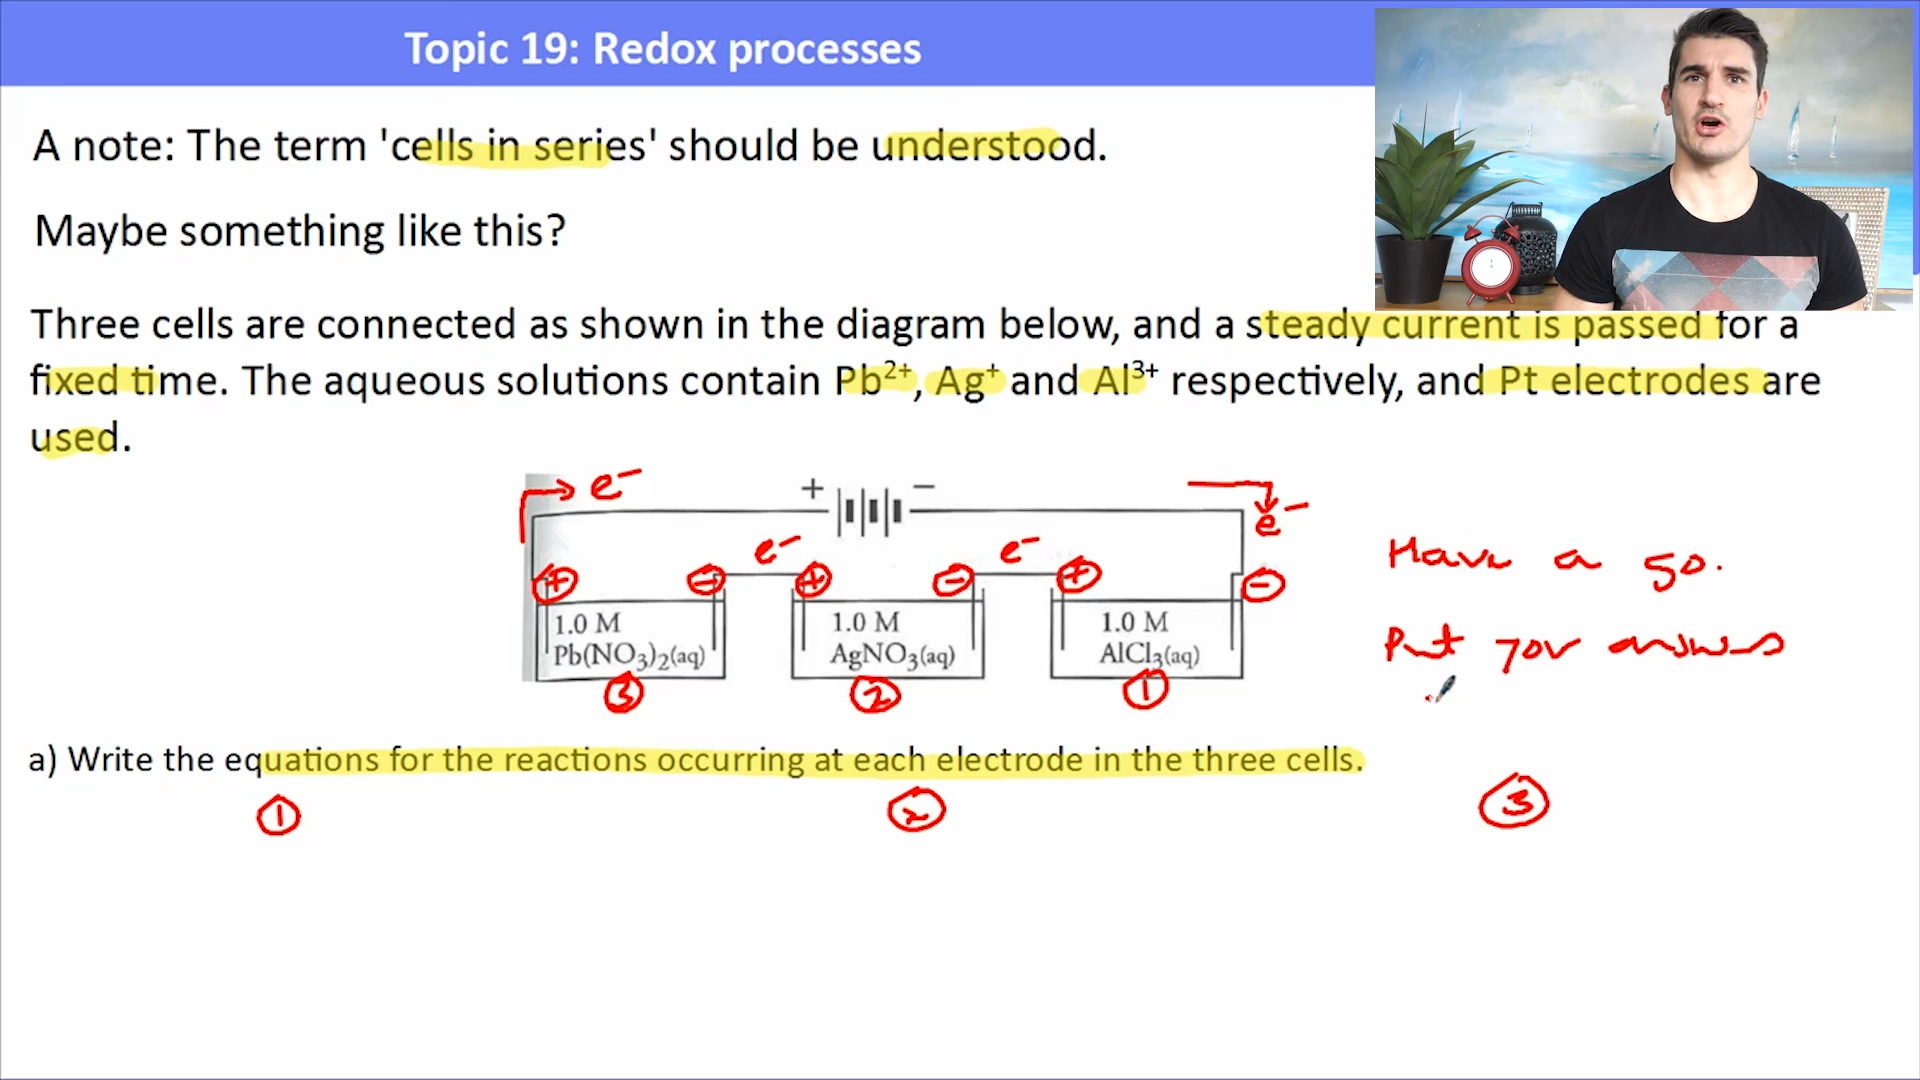 Topic 19: Redox processes
A note: The term 'cells in series' should be understood.
Maybe something like this?
Three cells are connected as shown in the diagram below, and a steady current is passed for a
fixed time. The aqueous solutions contain Pb²⁺, Ag⁺ and Al³⁺ respectively, and Pt electrodes are
used.
e⁻ + − e⁻
e⁻ e⁻
+ − + − + −
1.0 M 1.0 M 1.0 M
Pb(NO₃)₂(aq) AgNO₃(aq) AlCl₃(aq)
3 2 1
Have a go.
Put your answers
a) Write the equations for the reactions occurring at each electrode in the three cells.
1 2 3